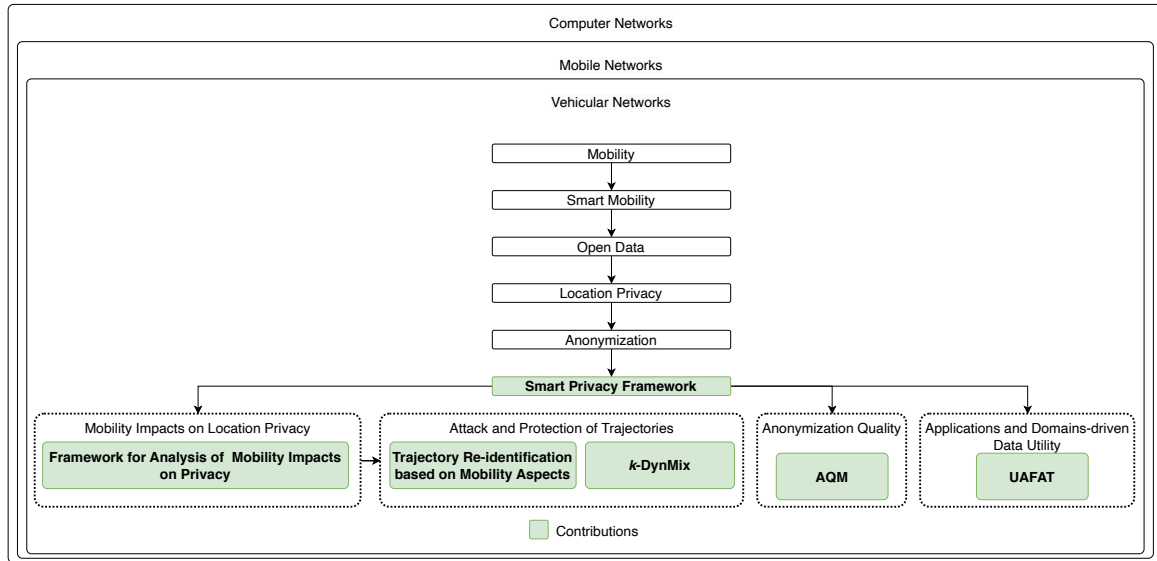 Computer Networks
Mobile Networks
Vehicular Networks
Mobility
Smart Mobility
Open Data
Location Privacy
Anonymization
Smart Privacy Framework
Mobility Impacts on Location Privacy
Framework for Analysis of Mobility Impacts
on Privacy
Attack and Protection of Trajectories
Trajectory Re-identification
based on Mobility Aspects
k-DynMix
Anonymization Quality
AQM
Applications and Domains-driven
Data Utility
UAFAT
Contributions